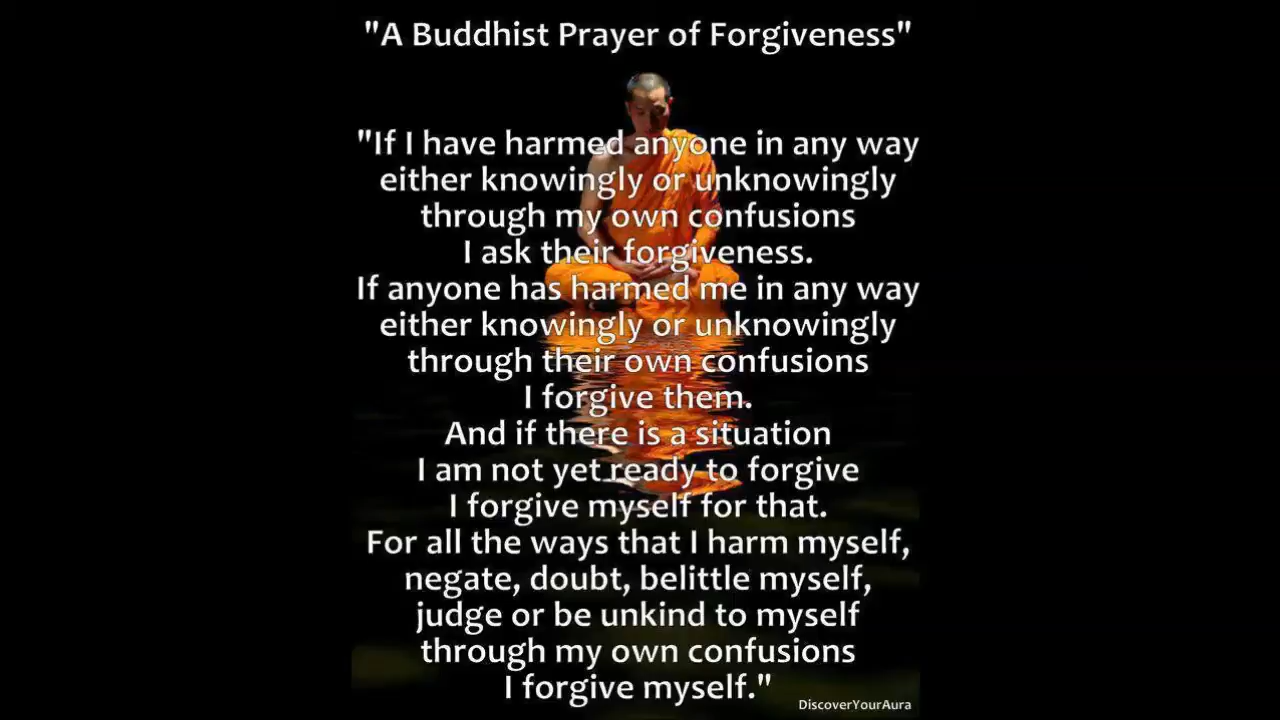 "A Buddhist Prayer of Forgiveness"
"If I have harmed anyone in any way
either knowingly or unknowingly
through my own confusions
I ask their forgiveness.
If anyone has harmed me in any way
either knowingly or unknowingly
through their own confusions
I forgive them.
And if there is a situation
I am not yet ready to forgive
I forgive myself for that.
For all the ways that I harm myself,
negate, doubt, belittle myself,
judge or be unkind to myself
through my own confusions
I forgive myself."
DiscoverYourAura